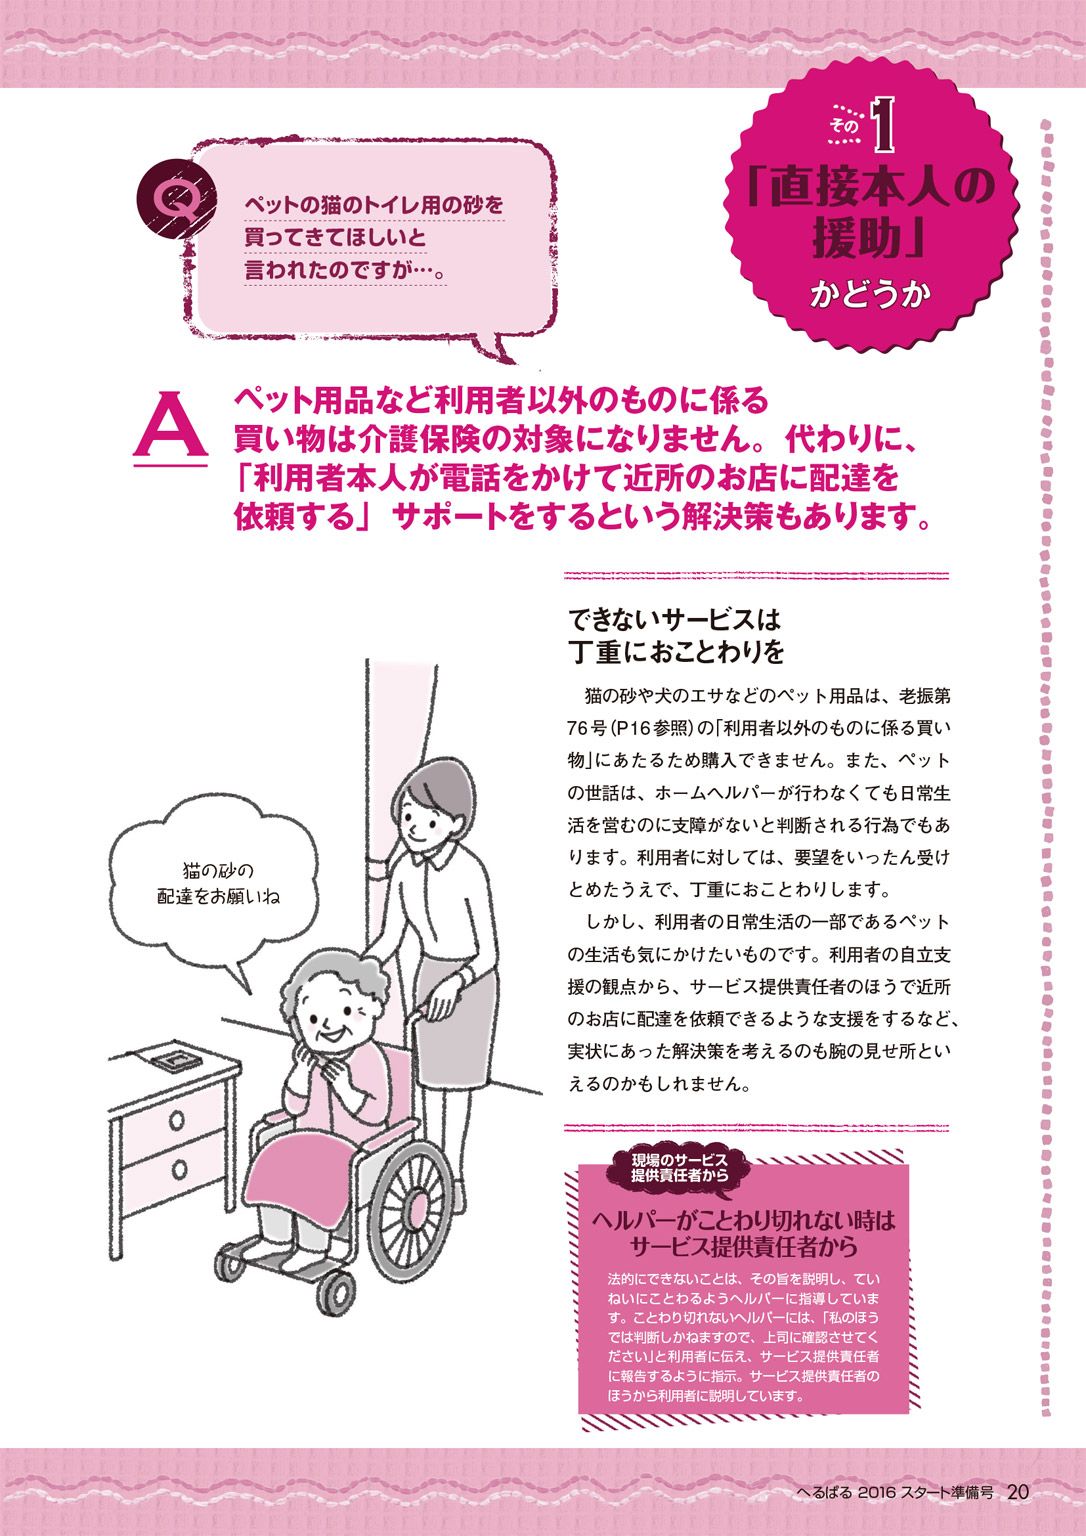 その1
「直接本人の
援助」
かどうか
Q
ペットの猫のトイレ用の砂を
買ってきてほしいと
言われたのですが…。
A
ペット用品など利用者以外のものに係る
買い物は介護保険の対象になりません。代わりに、
「利用者本人が電話をかけて近所のお店に配達を
依頼する」サポートをするという解決策もあります。
できないサービスは
丁重におことわりを
猫の砂や犬のエサなどのペット用品は、老振第
76号（P16参照）の「利用者以外のものに係る買い
物」にあたるため購入できません。また、ペット
の世話は、ホームヘルパーが行わなくても日常生
活を営むのに支障がないと判断される行為でもあ
ります。利用者に対しては、要望をいったん受け
とめたうえで、丁重におことわりします。
しかし、利用者の日常生活の一部であるペット
の生活も気にかけたいものです。利用者の自立支
援の観点から、サービス提供責任者のほうで近所
のお店に配達を依頼できるような支援をするなど、
実状にあった解決策を考えるのも腕の見せ所とい
えるのかもしれません。
猫の砂の
配達をお願いね
現場のサービス
提供責任者から
ヘルパーがことわり切れない時は
サービス提供責任者から
法的にできないことは、その旨を説明し、てい
ねいにことわるようヘルパーに指導していま
す。ことわり切れないヘルパーには、「私のほう
では判断しかねますので、上司に確認させてく
ださい」と利用者に伝え、サービス提供責任者
に報告するように指示。サービス提供責任者の
ほうから利用者に説明しています。
へるぱる 2016 スタート準備号 20